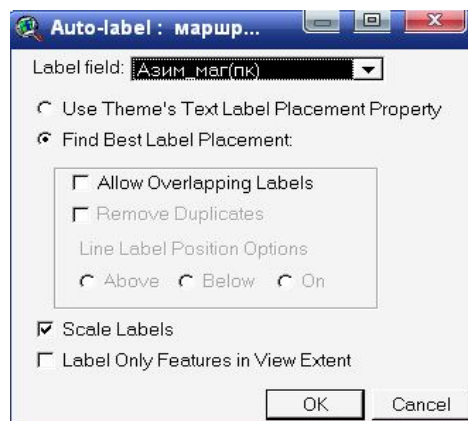 Auto-label : маршр...
Label field: Азим_маг(пк)
Use Theme's Text Label Placement Property
Find Best Label Placement:
Allow Overlapping Labels
Remove Duplicates
Line Label Position Options
Above Below On
Scale Labels
Label Only Features in View Extent
OK Cancel